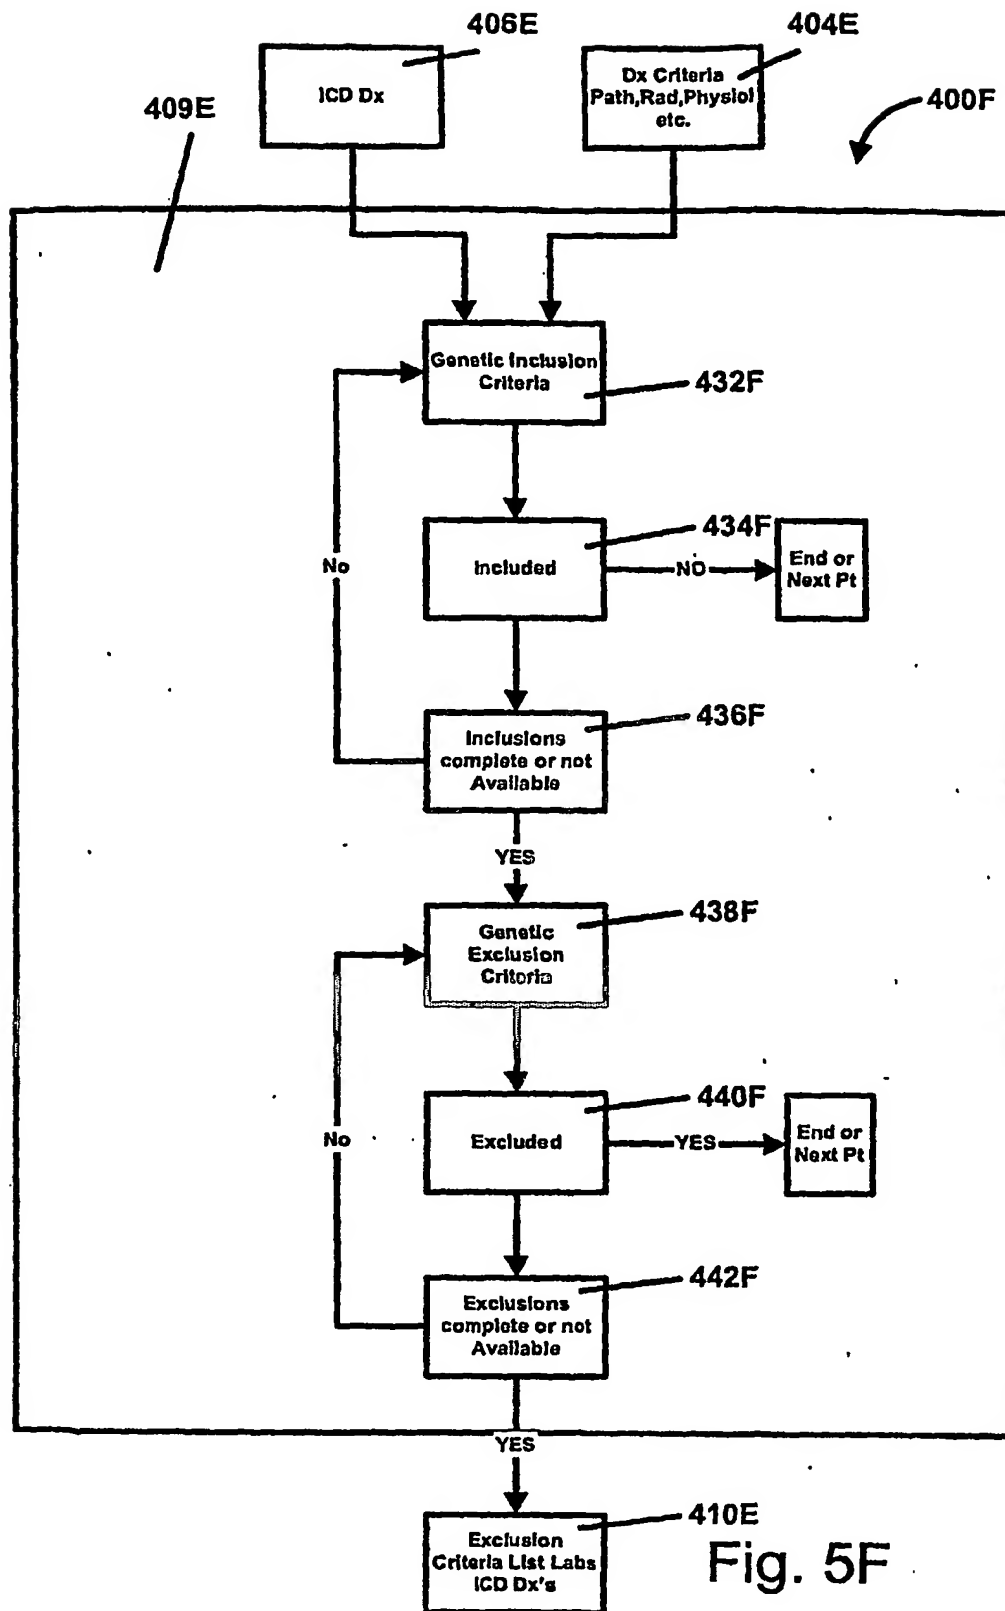 406E
404E
ICD Dx
Dx Criteria
Path,Rad,Physiol
etc.
409E
400F
Genetic Inclusion
Criteria
432F
434F
Included
NO
End or
Next Pt
No
436F
Inclusions
complete or not
Available
YES
438F
Genetic
Exclusion
Criteria
440F
Excluded
YES
End or
Next Pt
No
442F
Exclusions
complete or not
Available
YES
410E
Exclusion
Criteria List Labs
ICD Dx's
Fig. 5F